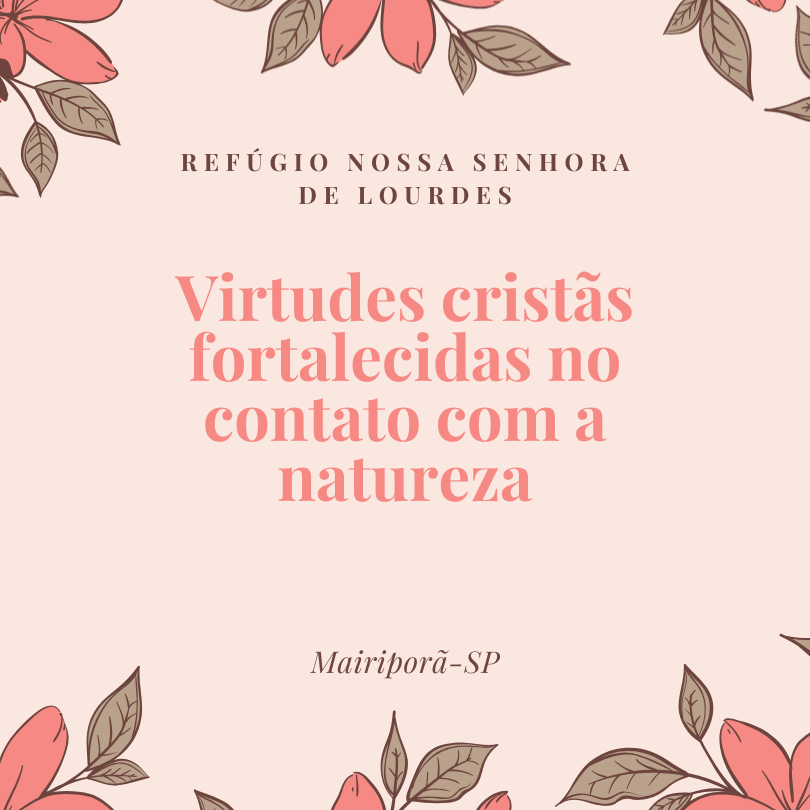 REFÚGIO NOSSA SENHORA
DE LOURDES
Virtudes cristãs
fortalecidas no
contato com a
natureza
Mairiporã-SP